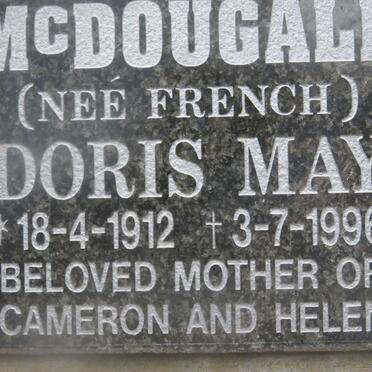 McDOUGALL
(NEÉ FRENCH)
DORIS MAY
*18-4-1912 †3-7-1996
BELOVED MOTHER OF
CAMERON AND HELEN